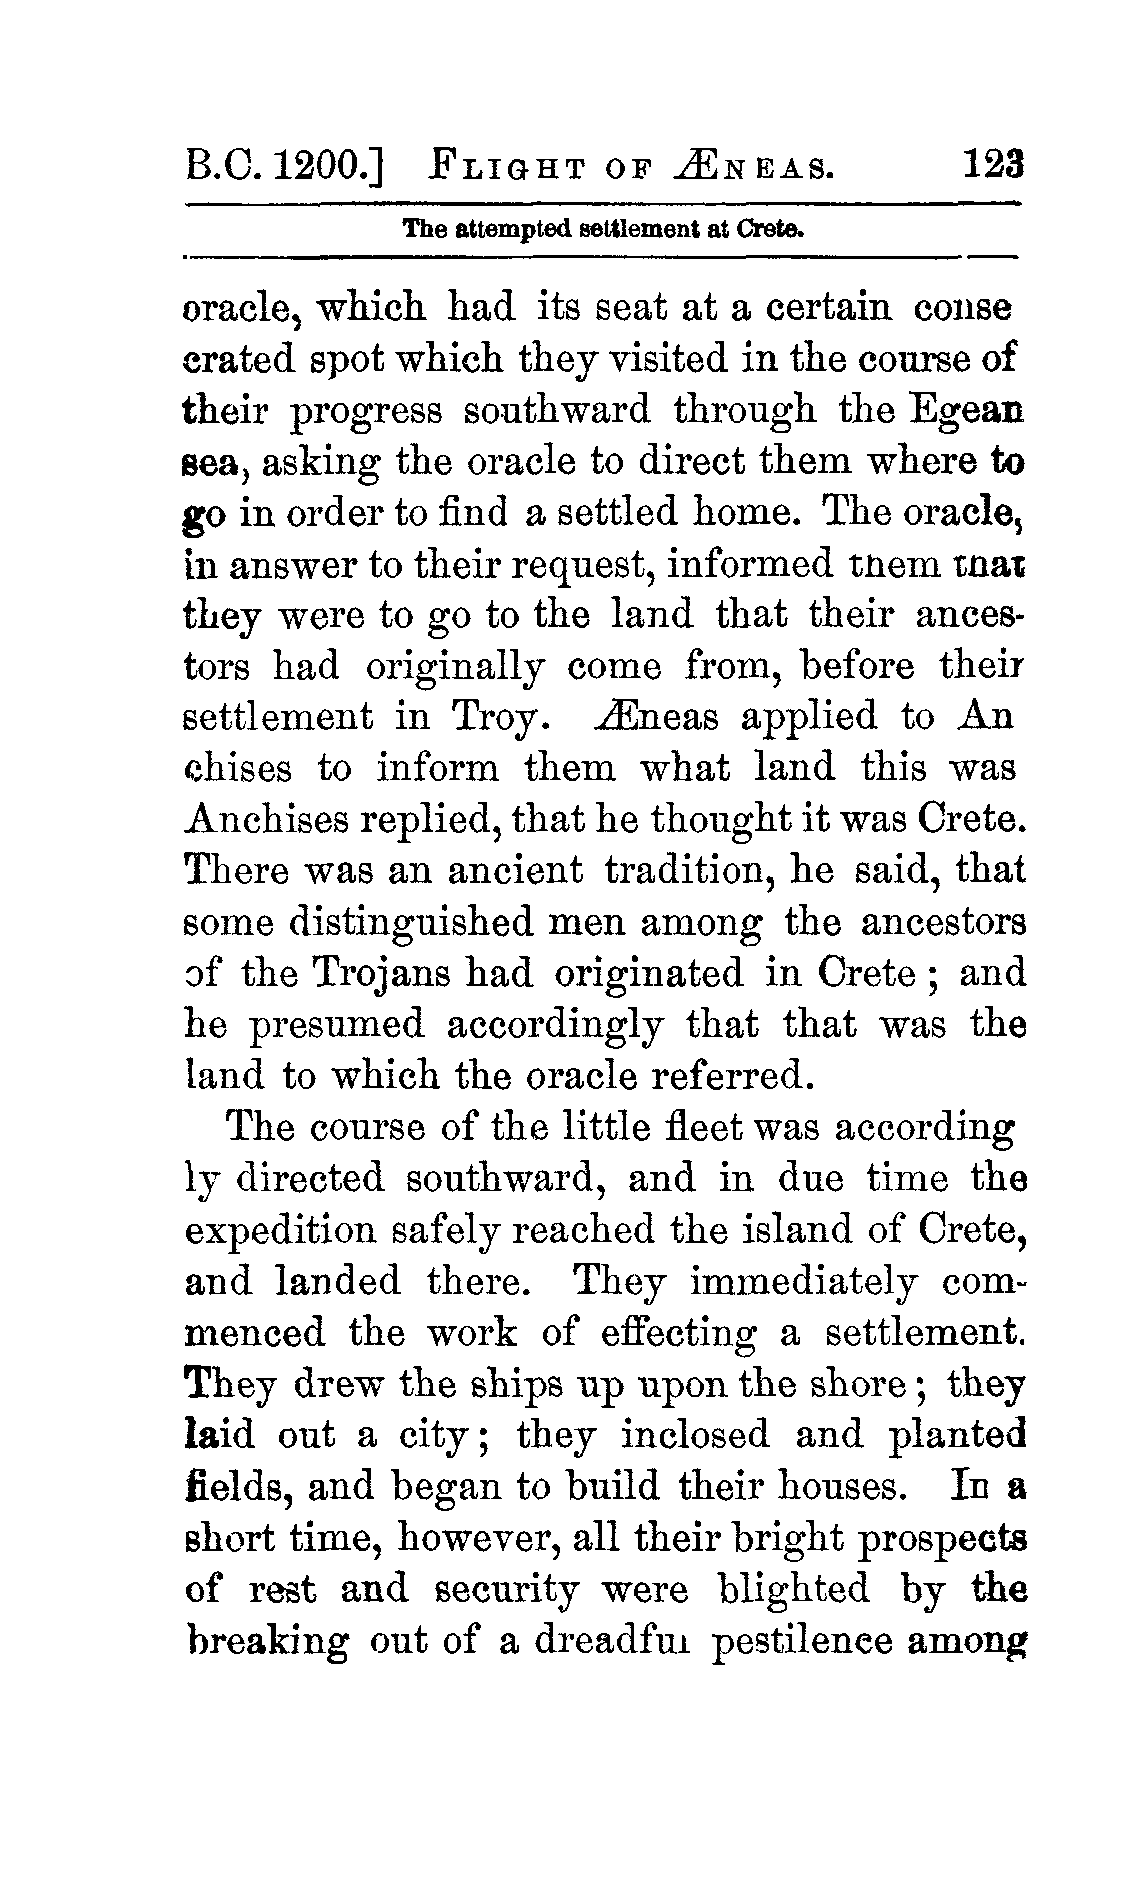 B.C. 1200.] FLIGHT OF ÆNEAS. 123
The attempted settlement at Crete.
oracle, which had its seat at a certain conse
crated spot which they visited in the course of
their progress southward through the Egean
sea, asking the oracle to direct them where to
go in order to find a settled home. The oracle,
in answer to their request, informed them that
they were to go to the land that their ances-
tors had originally come from, before their
settlement in Troy. Æneas applied to An
chises to inform them what land this was
Anchises replied, that he thought it was Crete.
There was an ancient tradition, he said, that
some distinguished men among the ancestors
of the Trojans had originated in Crete; and
he presumed accordingly that that was the
land to which the oracle referred.
The course of the little fleet was according
ly directed southward, and in due time the
expedition safely reached the island of Crete,
and landed there. They immediately com-
menced the work of effecting a settlement.
They drew the ships up upon the shore; they
laid out a city; they inclosed and planted
fields, and began to build their houses. In a
short time, however, all their bright prospects
of rest and security were blighted by the
breaking out of a dreadful pestilence among